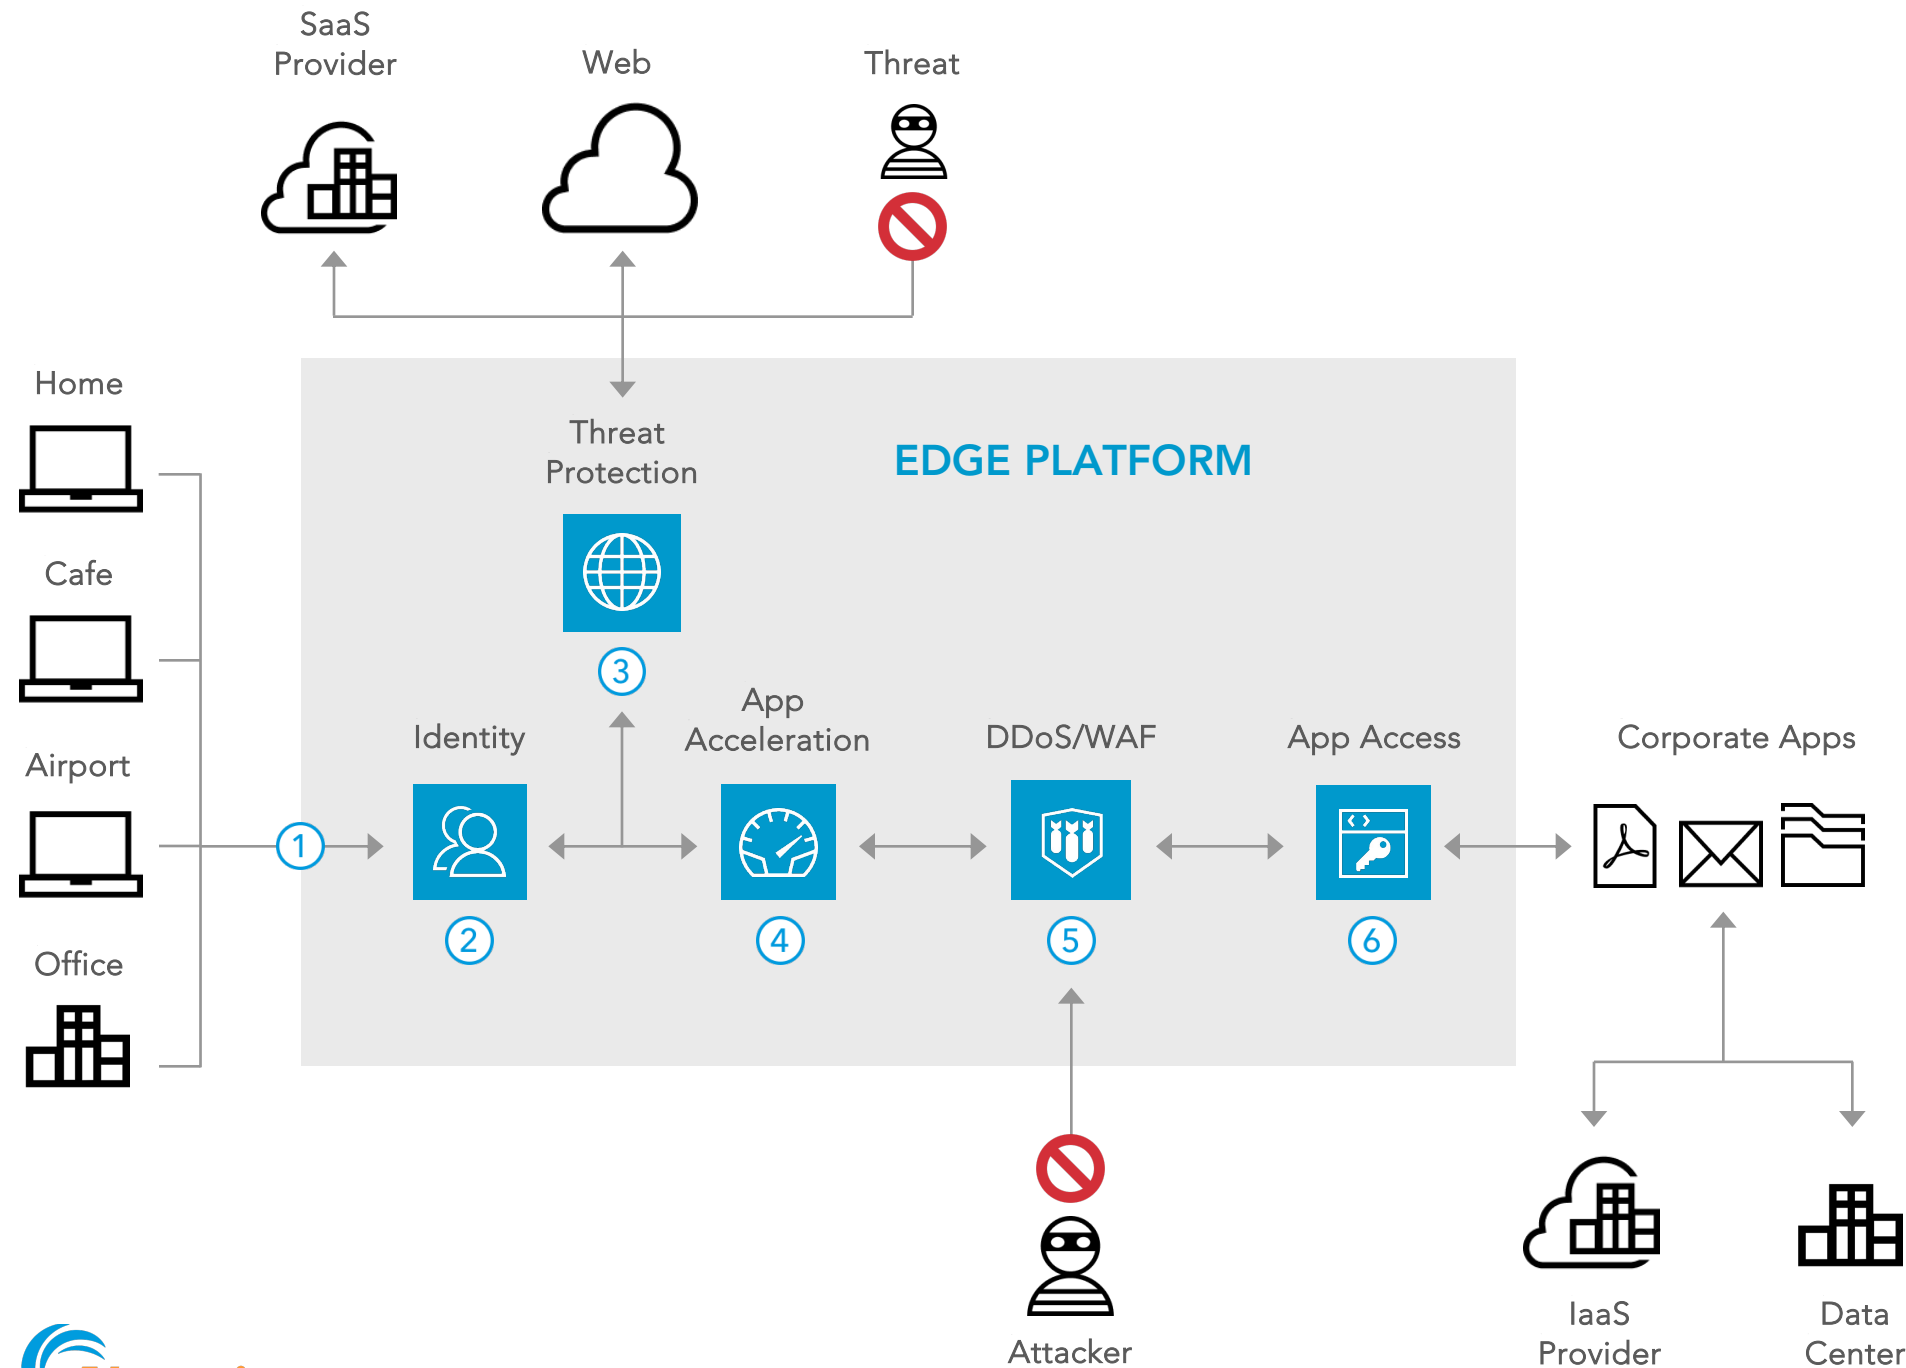 SaaS
Provider
Web
Threat
Home
Threat
Protection
EDGE PLATFORM
Cafe
3
Identity
App
Acceleration
DDoS/WAF
App Access
Corporate Apps
Airport
1
2
4
5
6
Office
Attacker
IaaS
Provider
Data
Center